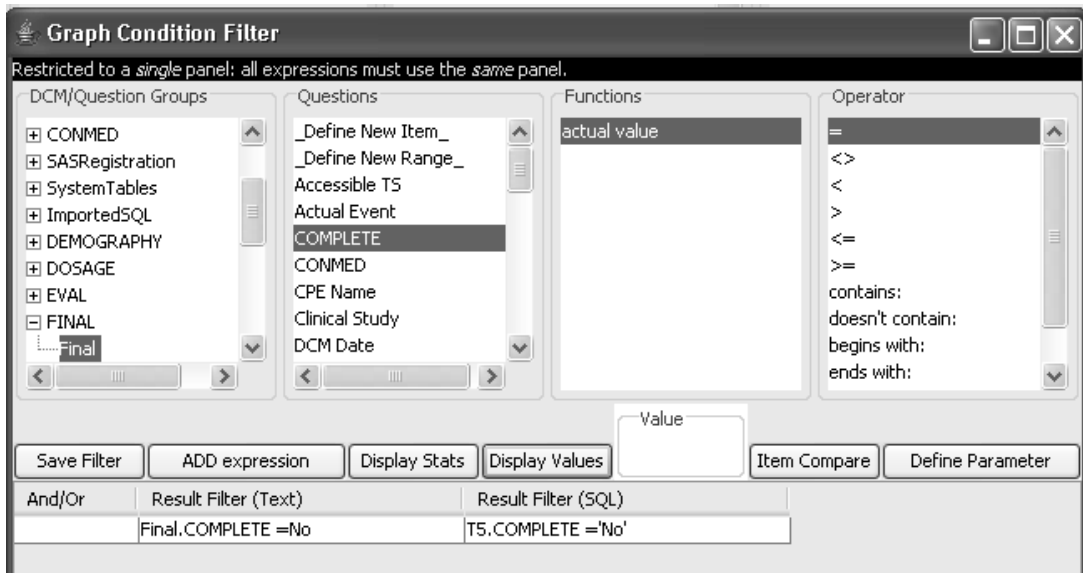 Graph Condition Filter
Restricted to a single panel: all expressions must use the same panel.
DCM/Question Groups
CONMED
SASRegistration
SystemTables
ImportedSQL
DEMOGRAPHY
DOSAGE
EVAL
FINAL
Final
Questions
_Define New Item_
_Define New Range_
Accessible TS
Actual Event
COMPLETE
CONMED
CPE Name
Clinical Study
DCM Date
Functions
actual value
Operator
=
<>
<
>
<=
>=
contains:
doesn't contain:
begins with:
ends with:
Value
Save Filter ADD expression Display Stats Display Values Item Compare Define Parameter
And/Or Result Filter (Text) Result Filter (SQL)
Final.COMPLETE =No T5.COMPLETE ='No'